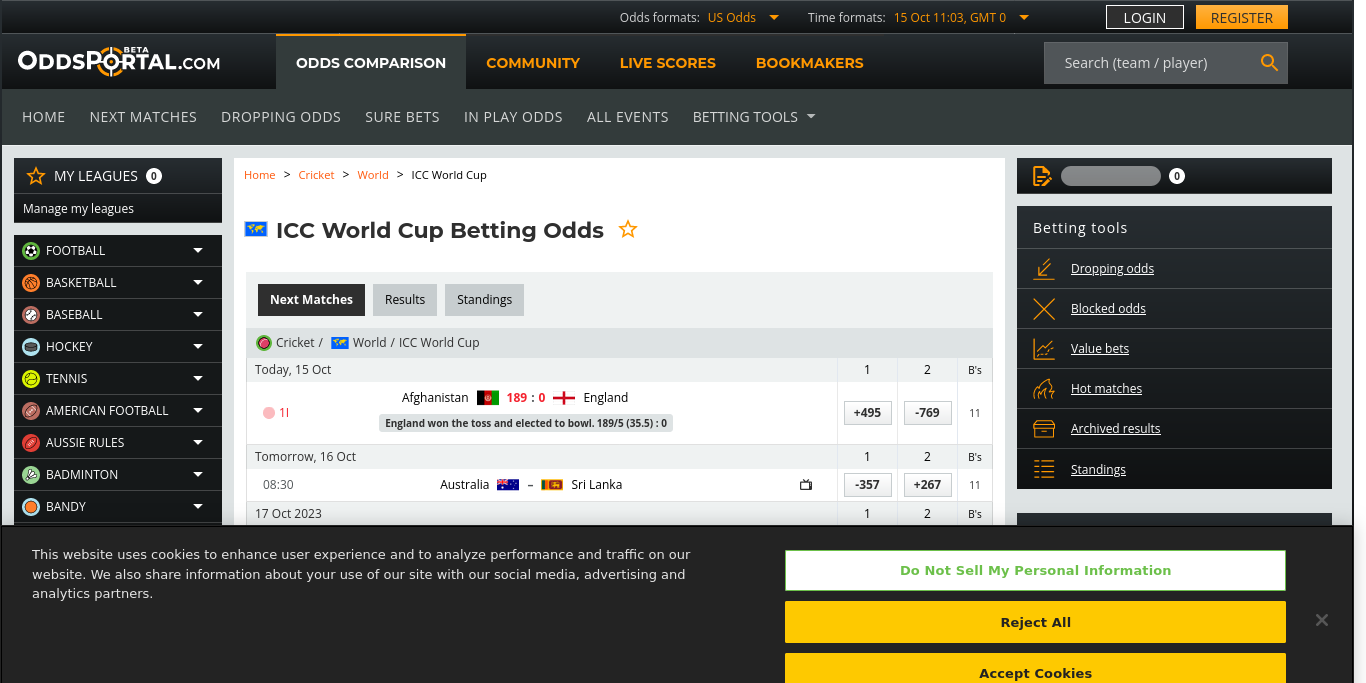 Odds formats: US Odds Time formats: 15 Oct 11:03, GMT 0 LOGIN REGISTER
ODDSPORTAL.COM BETA ODDS COMPARISON COMMUNITY LIVE SCORES BOOKMAKERS Search (team / player)
HOME NEXT MATCHES DROPPING ODDS SURE BETS IN PLAY ODDS ALL EVENTS BETTING TOOLS
MY LEAGUES 0
Manage my leagues
FOOTBALL
BASKETBALL
BASEBALL
HOCKEY
TENNIS
AMERICAN FOOTBALL
AUSSIE RULES
BADMINTON
BANDY
Home > Cricket > World > ICC World Cup
ICC World Cup Betting Odds
Next Matches Results Standings
Cricket / World / ICC World Cup
Today, 15 Oct 1 2 B's
1I Afghanistan 189 : 0 England +495 -769 11
England won the toss and elected to bowl. 189/5 (35.5) : 0
Tomorrow, 16 Oct 1 2 B's
08:30 Australia – Sri Lanka -357 +267 11
17 Oct 2023 1 2 B's
0
Betting tools
Dropping odds
Blocked odds
Value bets
Hot matches
Archived results
Standings
This website uses cookies to enhance user experience and to analyze performance and traffic on our
website. We also share information about your use of our site with our social media, advertising and
analytics partners.
Do Not Sell My Personal Information
Reject All
Accept Cookies